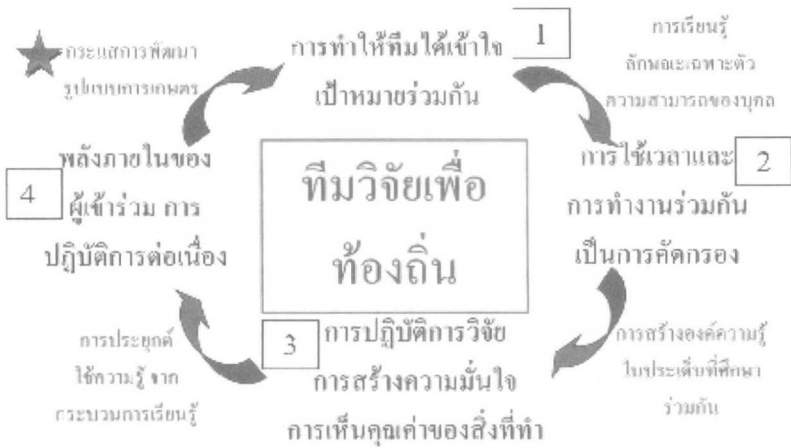 กระแสการพัฒนา
รูปแบบการเกษตร
การทำให้ทีมได้เข้าใจ
เป้าหมายร่วมกัน
1
การเรียนรู้
ลักษณะเฉพาะตัว
ความสามารถของบุคล
การใช้เวลาและ
การทำงานร่วมกัน
เป็นการคัดกรอง
2
ทีมวิจัยเพื่อ
ท้องถิ่น
พลังภายในของ
ผู้เข้าร่วม การ
ปฏิบัติการต่อเนื่อง
4
การสร้างองค์ความรู้
ในประเด็นที่ศึกษา
ร่วมกัน
3
การปฏิบัติการวิจัย
การสร้างความมั่นใจ
การเห็นคุณค่าของสิ่งที่ทำ
การประยุกต์
ใช้ความรู้ จาก
กระบวนการเรียนรู้